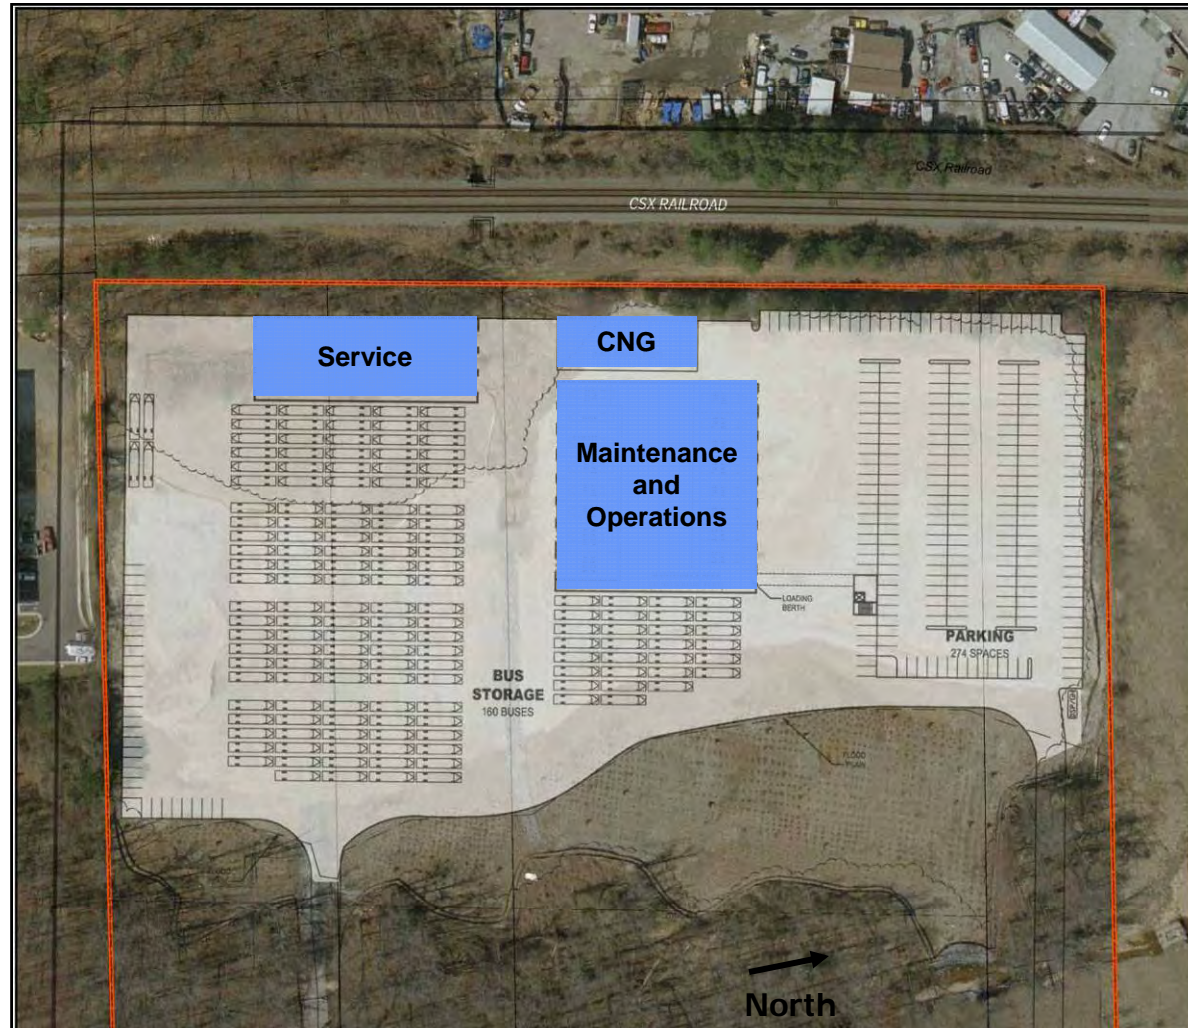 CSX Railroad
CSX RAILROAD
Service
CNG
Maintenance
and
Operations
LOADING
BERTH
PARKING
274 SPACES
BUS
STORAGE
160 BUSES
FLOOD
PLAIN
North